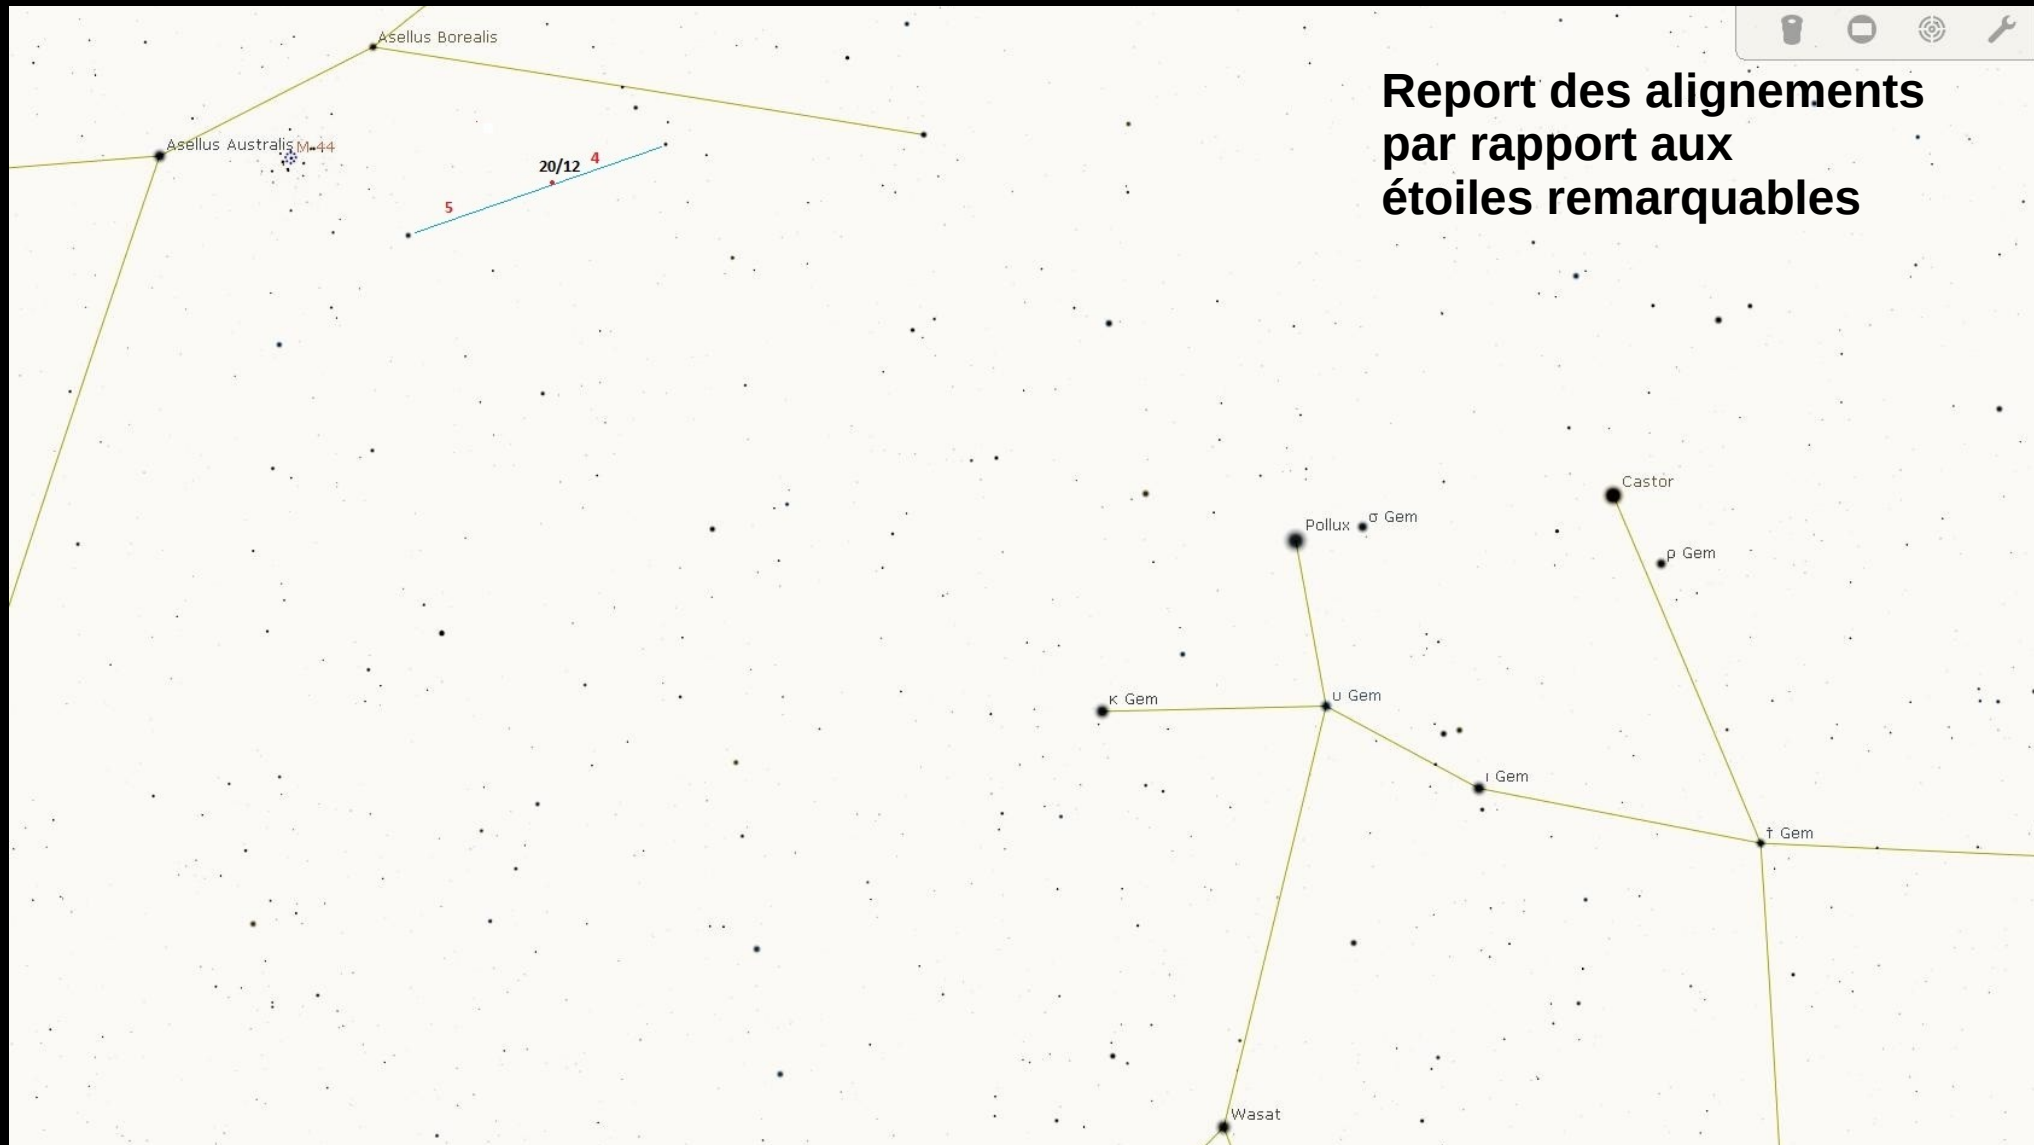 Asellus Borealis
Report des alignements
par rapport aux
étoiles remarquables
Asellus Australis
M-44
20/12
4
5
Castor
Pollux
σ Gem
ρ Gem
κ Gem
υ Gem
ι Gem
τ Gem
Wasat